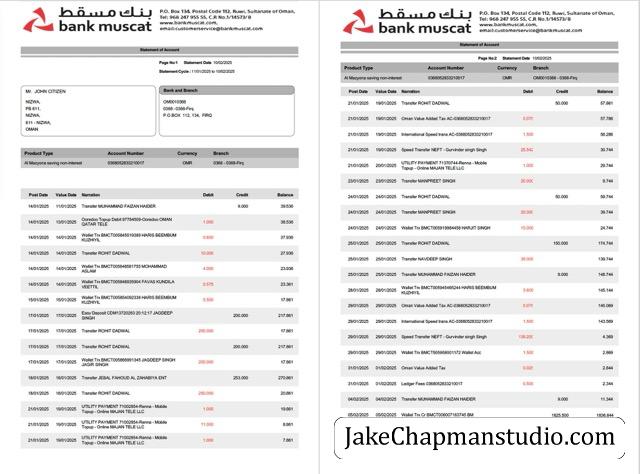 بنك مسقط
bank muscat
P.O. Box 134, Postal Code 112, Ruwi, Sultanate of Oman,
Tel: 968 247 955 55, C.R No.1/14573/8
www.bankmuscat.com,
email:customerservice@bankmuscat.com
Statement of Account
Page No:1 Statement Date 10/02/2025
Statement Cycle : 11/01/2025 to 10/02/2025
Mr. JOHN CITIZEN
NIZWA,
PB 611,
NIZWA,
611 - NIZWA,
OMAN
Bank and Branch
OM0010368
0368 - 0368-Firq
P.O.BOX 112, 134, FIRQ
Product Type Account Number Currency Branch
Al Mazyona saving non-interest 0368052833210017 OMR 0368 - 0368-Firq
Post Date Value Date Narration Debit Credit Balance
14/01/2025 11/01/2025 Transfer MUHAMMAD FAIZAN HAIDER 9.000 39.536
14/01/2025 13/01/2025 Ooredoo Topup Debit 97784509-Ooredoo OMAN
QATAR TELE 1.000 38.536
14/01/2025 14/01/2025 Wallet Trx HARIS BEEMBUM
KUZHIYIL 0.600 37.936
14/01/2025 14/01/2025 Transfer ROHIT DADWAL 10.000 27.936
15/01/2025 14/01/2025 Wallet Trx MOHAMMAD
ASLAM 4.000 23.936
14/01/2025 14/01/2025 Wallet Trx FAVAS KUNDILA
VEETTIL 0.575 23.361
15/01/2025 15/01/2025 Wallet Trx HARIS BEEMBUM
KUZHIYIL 5.500 17.861
17/01/2025 17/01/2025 Easy Deposit CDM13720283 20:12:17 JAGDEEP
SINGH 200.000 217.861
17/01/2025 17/01/2025 Transfer ROHIT DADWAL 200.000 17.861
17/01/2025 17/01/2025 Transfer ROHIT DADWAL 200.000 217.861
17/01/2025 17/01/2025 Wallet Trx JAGDEEP SINGH
JAGIR SINGH 200.000 17.861
18/01/2025 18/01/2025 Transfer JEBAL FAHOUD AL ZAHABIYA ENT 253.000 270.861
18/01/2025 18/01/2025 Transfer ROHIT DADWAL 250.000 20.861
21/01/2025 18/01/2025 UTILITY PAYMENT 71002854-Renna - Mobile
Topup - Online MAJAN TELE LLC 1.000 19.861
21/01/2025 19/01/2025 UTILITY PAYMENT 71002854-Renna - Mobile
Topup - Online MAJAN TELE LLC 11.000 8.861
21/01/2025 19/01/2025 UTILITY PAYMENT 71002854-Renna - Mobile
Topup - Online MAJAN TELE LLC 1.000 7.861
بنك مسقط
bank muscat
P.O. Box 134, Postal Code 112, Ruwi, Sultanate of Oman,
Tel: 968 247 955 55, C.R No.1/14573/8
www.bankmuscat.com,
email:customerservice@bankmuscat.com
Statement of Account
Page No:2 Statement Date 10/02/2025
Product Type Account Number Currency Branch
Al Mazyona saving non-interest 0368052833210017 OMR OM0010368 - 0368-Firq
Post Date Value Date Narration Debit Credit Balance
21/01/2025 19/01/2025 Transfer ROHIT DADWAL 50.000 57.861
21/01/2025 19/01/2025 Oman Value Added Tax AC-0368052833210017 0.075 57.786
21/01/2025 19/01/2025 International Speed trans AC-0368052833210017 1.500 56.286
21/01/2025 19/01/2025 Speed Transfer NEFT - Gurvinder singh Singh 25.542 30.744
21/01/2025 20/01/2025 UTILITY PAYMENT 71370744-Renna - Mobile
Topup - Online MAJAN TELE LLC 1.000 29.744
23/01/2025 23/01/2025 Transfer MANPREET SINGH 20.000 9.744
24/01/2025 24/01/2025 Transfer ROHIT DADWAL 50.000 59.744
24/01/2025 24/01/2025 Transfer MANPREET SINGH 20.000 39.744
24/01/2025 24/01/2025 Wallet Trx HARJIT SINGH 15.000 24.744
25/01/2025 25/01/2025 Transfer ROHIT DADWAL 150.000 174.744
28/01/2025 25/01/2025 Transfer NAVDEEP SINGH 35.000 139.744
25/01/2025 25/01/2025 Transfer MUHAMMAD FAIZAN HAIDER 9.000 148.744
28/01/2025 28/01/2025 Wallet Trx HARIS BEEMBUM
KUZHIYIL 3.600 145.144
29/01/2025 29/01/2025 Oman Value Added Tax AC-0368052833210017 0.075 145.069
29/01/2025 29/01/2025 International Speed trans AC-0368052833210017 1.500 143.569
29/01/2025 29/01/2025 Speed Transfer NEFT - Gurvinder singh Singh 139.200 4.369
29/01/2025 29/01/2025 Wallet Trx Wallet Acc 1.500 2.869
31/01/2025 01/02/2025 Oman Value Added Tax 0.025 2.844
31/01/2025 01/02/2025 Ledger Fees 0368052833210017 0.500 2.344
04/02/2025 04/02/2025 Transfer MUHAMMAD FAIZAN HAIDER 9.000 11.344
05/02/2025 05/02/2025 Wallet Trx Cr BMT006007183745 BM 1825.500 1836.844
JakeChapmanstudio.com